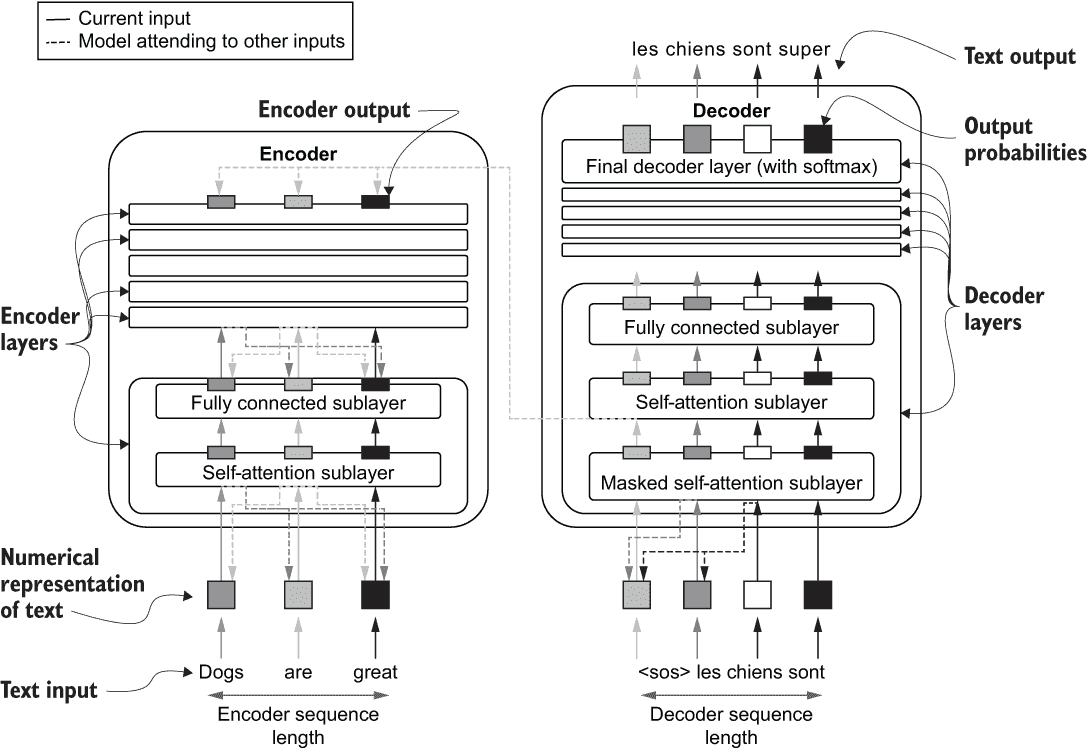 Current input
Model attending to other inputs
les chiens sont super
Text output
Encoder output
Decoder
Output
probabilities
Encoder
Final decoder layer (with softmax)
Encoder
layers
Decoder
layers
Fully connected sublayer
Fully connected sublayer
Self-attention sublayer
Self-attention sublayer
Masked self-attention sublayer
Numerical
representation
of text
Text input
Dogs are great
<sos> les chiens sont
Encoder sequence
length
Decoder sequence
length